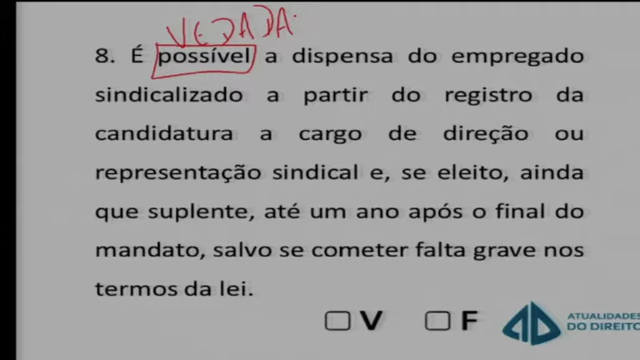 VEDADA.
8. É possível a dispensa do empregado
sindicalizado a partir do registro da
candidatura a cargo de direção ou
representação sindical e, se eleito, ainda
que suplente, até um ano após o final do
mandato, salvo se cometer falta grave nos
termos da lei.
V F
ATUALIDADES
DO DIREITO